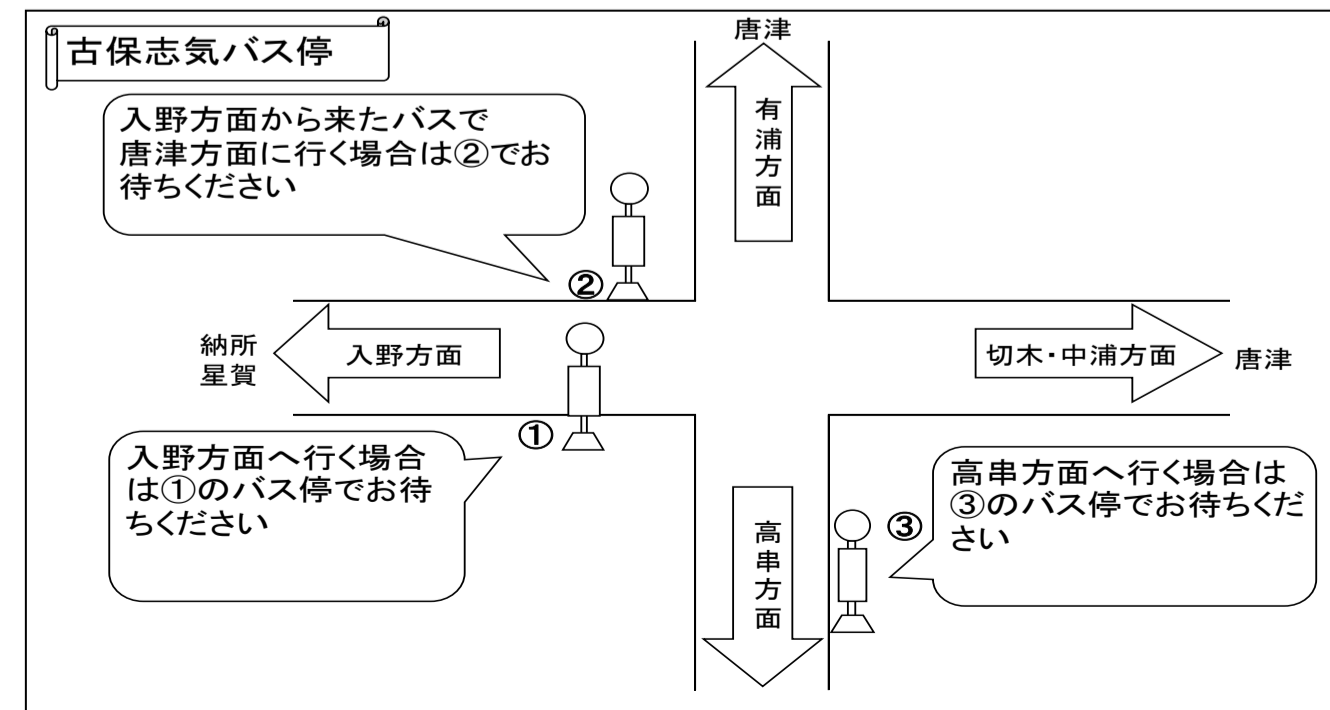 古保志気バス停
唐津
入野方面から来たバスで
唐津方面に行く場合は②でお
待ちください
有浦方面
②
納所
星賀
入野方面
切木・中浦方面
唐津
①
入野方面へ行く場合
は①のバス停でお待
ちください
高串方面
③
高串方面へ行く場合は
③のバス停でお待ちくだ
さい